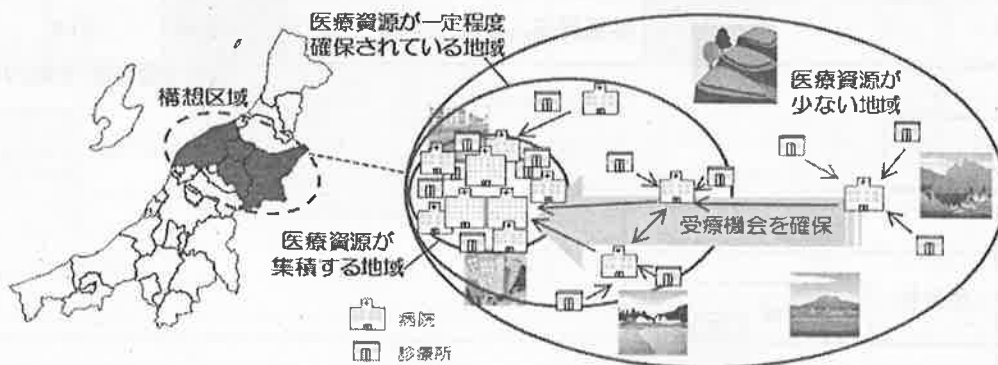 医療資源が一定程度
確保されている地域
構想区域
医療資源が
少ない地域
受療機会を確保
医療資源が
集積する地域
病院
診療所